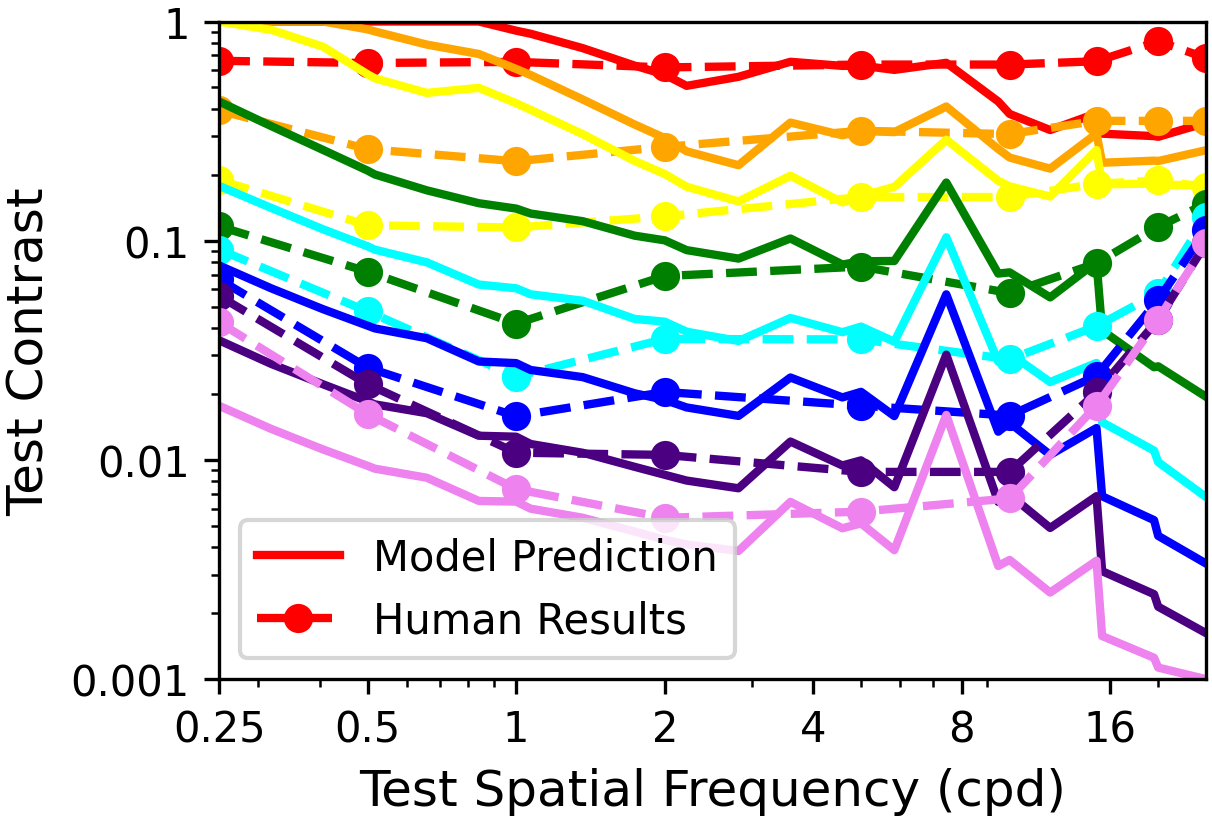 1
0.1
0.01
0.001
Test Contrast
Model Prediction
Human Results
0.25 0.5 1 2 4 8 16
Test Spatial Frequency (cpd)